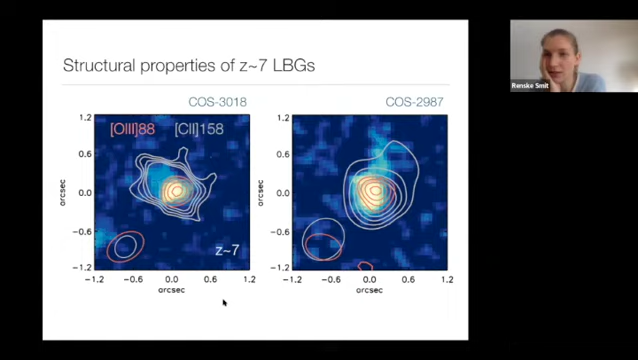 Structural properties of z~7 LBGs
COS-3018
COS-2987
[OIII]88 [CII]158
z~7
1.2
0.6
0.0
−0.6
−1.2
arcsec
−1.2 −0.6 0.0 0.6 1.2
arcsec
1.2
0.6
0.0
−0.6
−1.2
arcsec
−1.2 −0.6 0.0 0.6 1.2
arcsec
Renske Smit